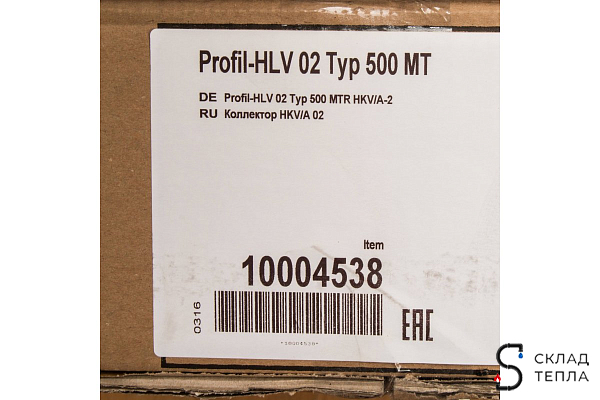 Profil-HLV 02 Typ 500 MT
DE Profil-HLV 02 Typ 500 MTR HKV/A-2
RU Коллектор HKV/A 02
Item
10004538
0316
*10004538*
EAC
СКЛАД
ТЕПЛА